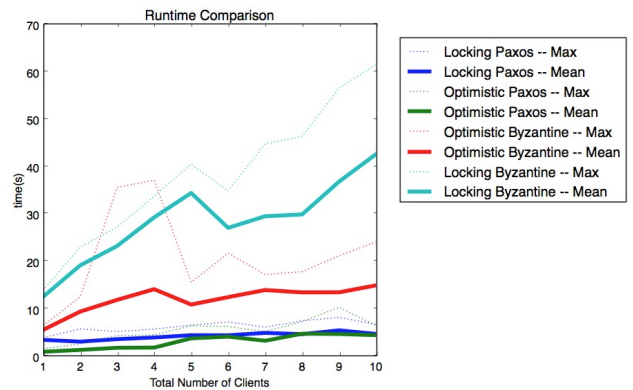 Runtime Comparison
70
60
50
40
30
20
10
0
time(s)
1 2 3 4 5 6 7 8 9 10
Total Number of Clients
Locking Paxos -- Max
Locking Paxos -- Mean
Optimistic Paxos -- Max
Optimistic Paxos -- Mean
Optimistic Byzantine -- Max
Optimistic Byzantine -- Mean
Locking Byzantine -- Max
Locking Byzantine -- Mean